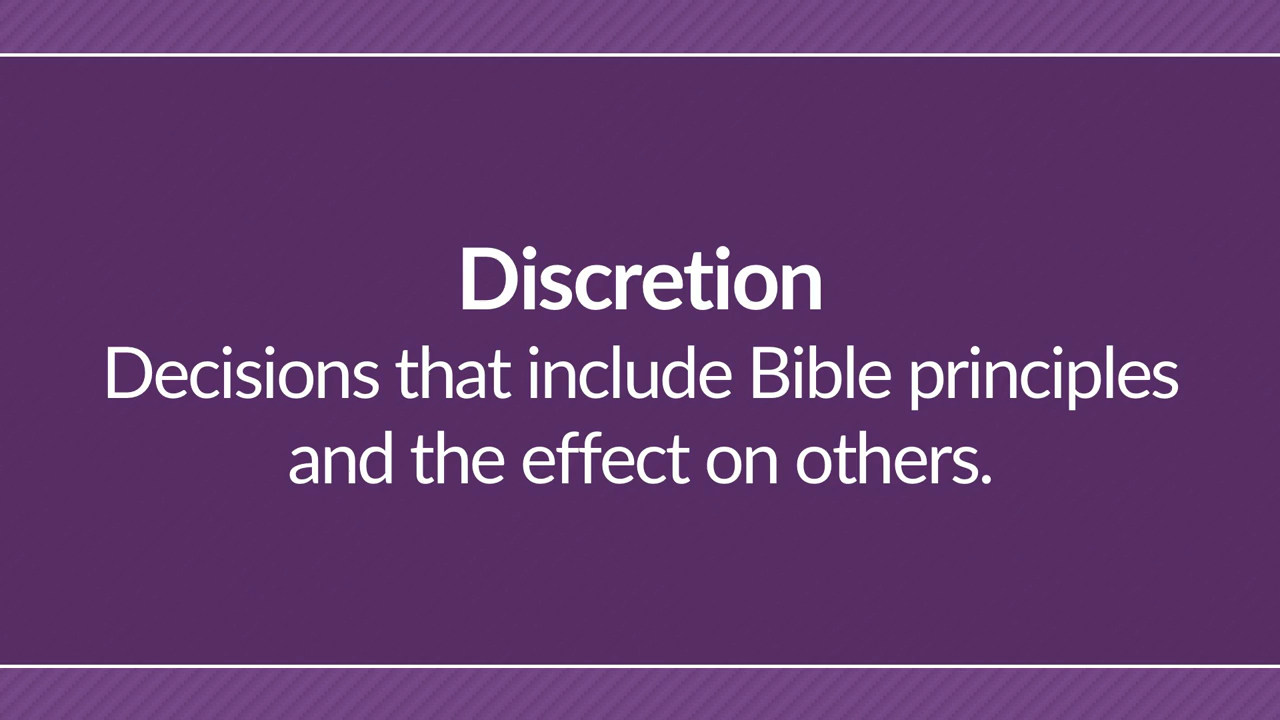 Discretion
Decisions that include Bible principles
and the effect on others.